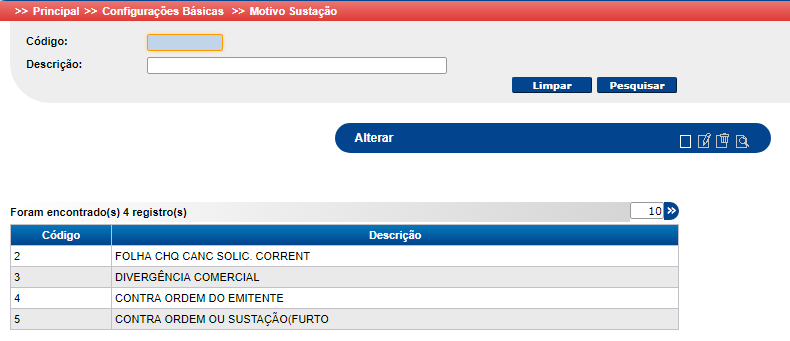 >> Principal >> Configurações Básicas >> Motivo Sustação
Código:
Descrição:
Limpar Pesquisar
Alterar
Foram encontrado(s) 4 registro(s) 10 »
Código Descrição
2 FOLHA CHQ CANC SOLIC. CORRENT
3 DIVERGÊNCIA COMERCIAL
4 CONTRA ORDEM DO EMITENTE
5 CONTRA ORDEM OU SUSTAÇÃO(FURTO